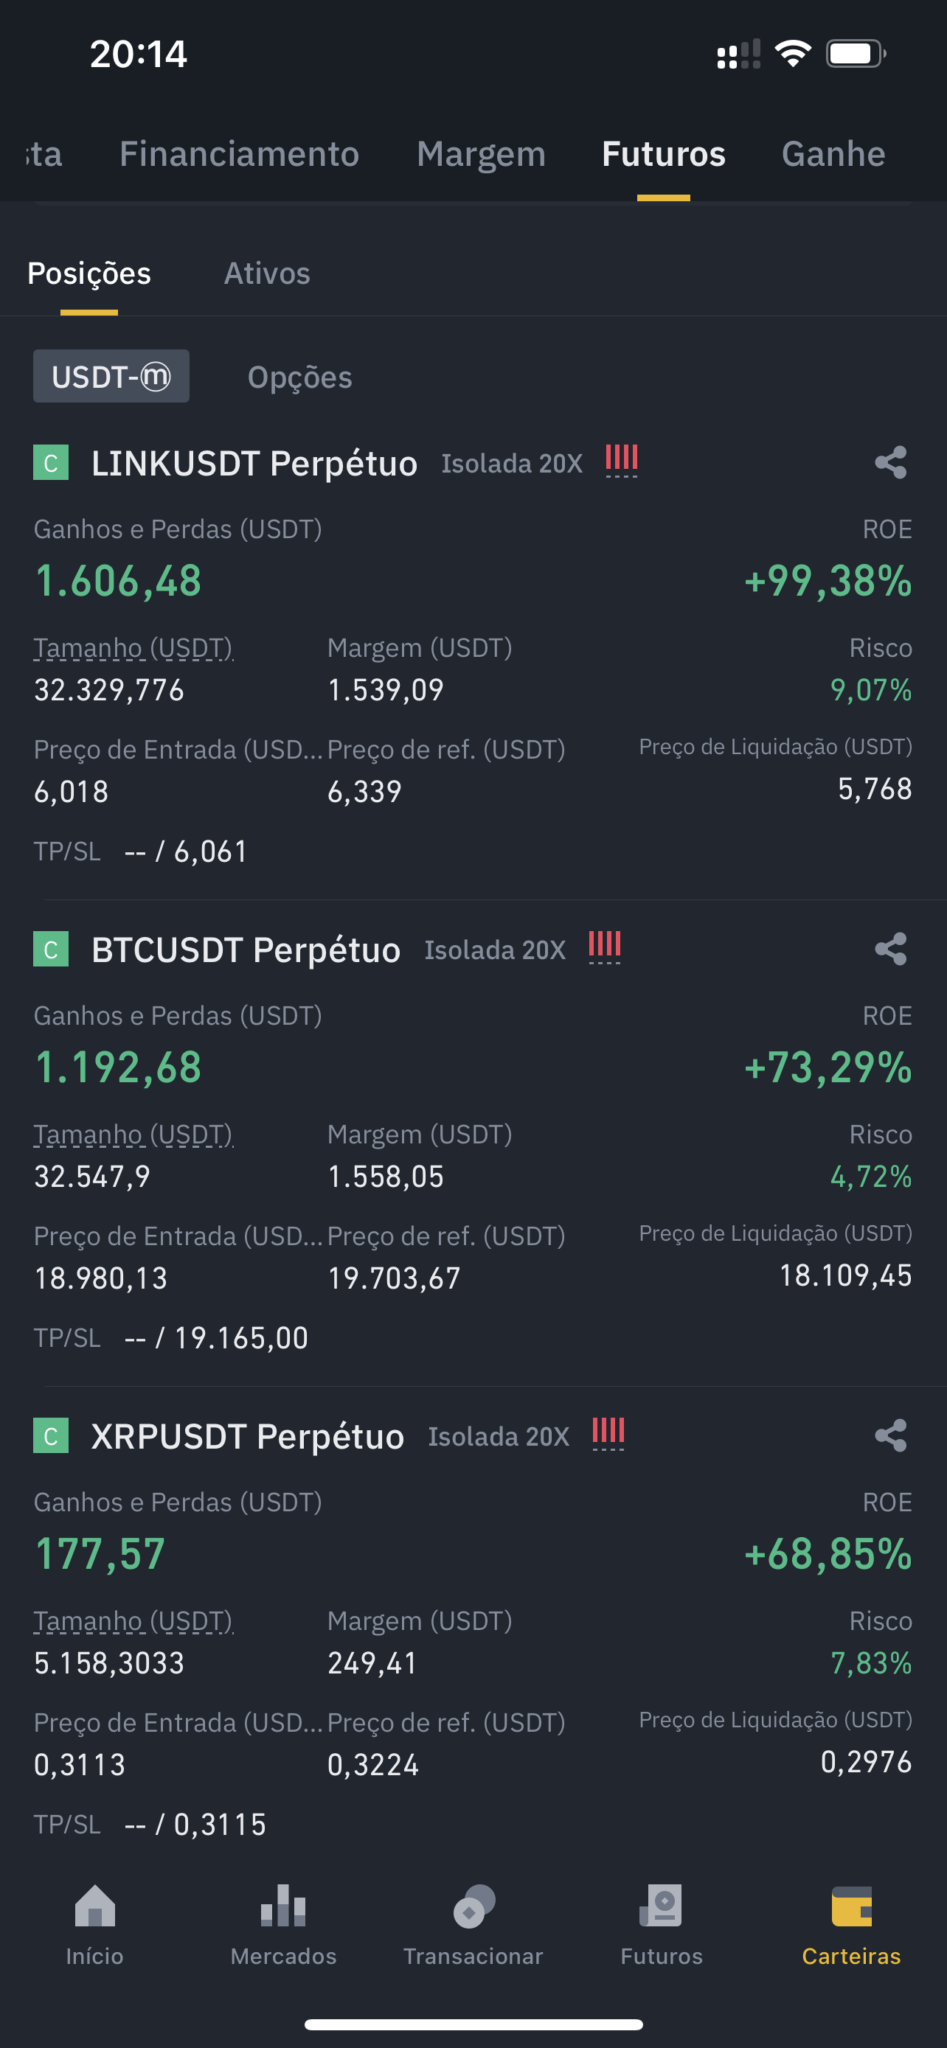 20:14
sta Financiamento Margem Futuros Ganhe
Posições Ativos
USDT-ⓜ Opções
C LINKUSDT Perpétuo Isolada 20X
Ganhos e Perdas (USDT) ROE
1.606,48 +99,38%
Tamanho (USDT) Margem (USDT) Risco
32.329,776 1.539,09 9,07%
Preço de Entrada (USD... Preço de ref. (USDT) Preço de Liquidação (USDT)
6,018 6,339 5,768
TP/SL -- / 6,061
C BTCUSDT Perpétuo Isolada 20X
Ganhos e Perdas (USDT) ROE
1.192,68 +73,29%
Tamanho (USDT) Margem (USDT) Risco
32.547,9 1.558,05 4,72%
Preço de Entrada (USD... Preço de ref. (USDT) Preço de Liquidação (USDT)
18.980,13 19.703,67 18.109,45
TP/SL -- / 19.165,00
C XRPUSDT Perpétuo Isolada 20X
Ganhos e Perdas (USDT) ROE
177,57 +68,85%
Tamanho (USDT) Margem (USDT) Risco
5.158,3033 249,41 7,83%
Preço de Entrada (USD... Preço de ref. (USDT) Preço de Liquidação (USDT)
0,3113 0,3224 0,2976
TP/SL -- / 0,3115
Início Mercados Transacionar Futuros Carteiras